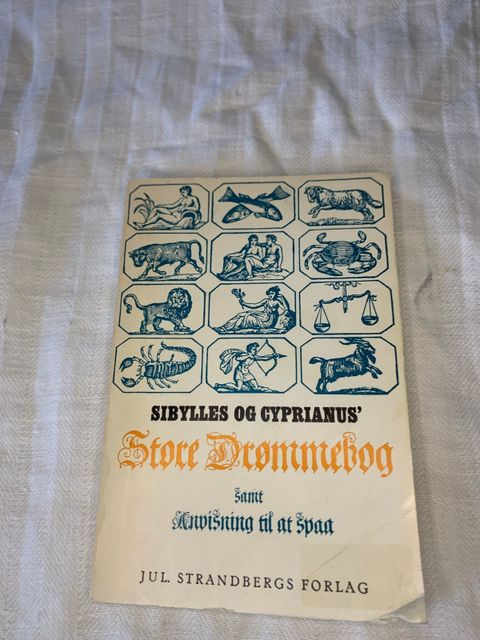 SIBYLLES OG CYPRIANUS'
Store Drømmebog
samt
Anvisning til at spaa
JUL. STRANDBERGS FORLAG